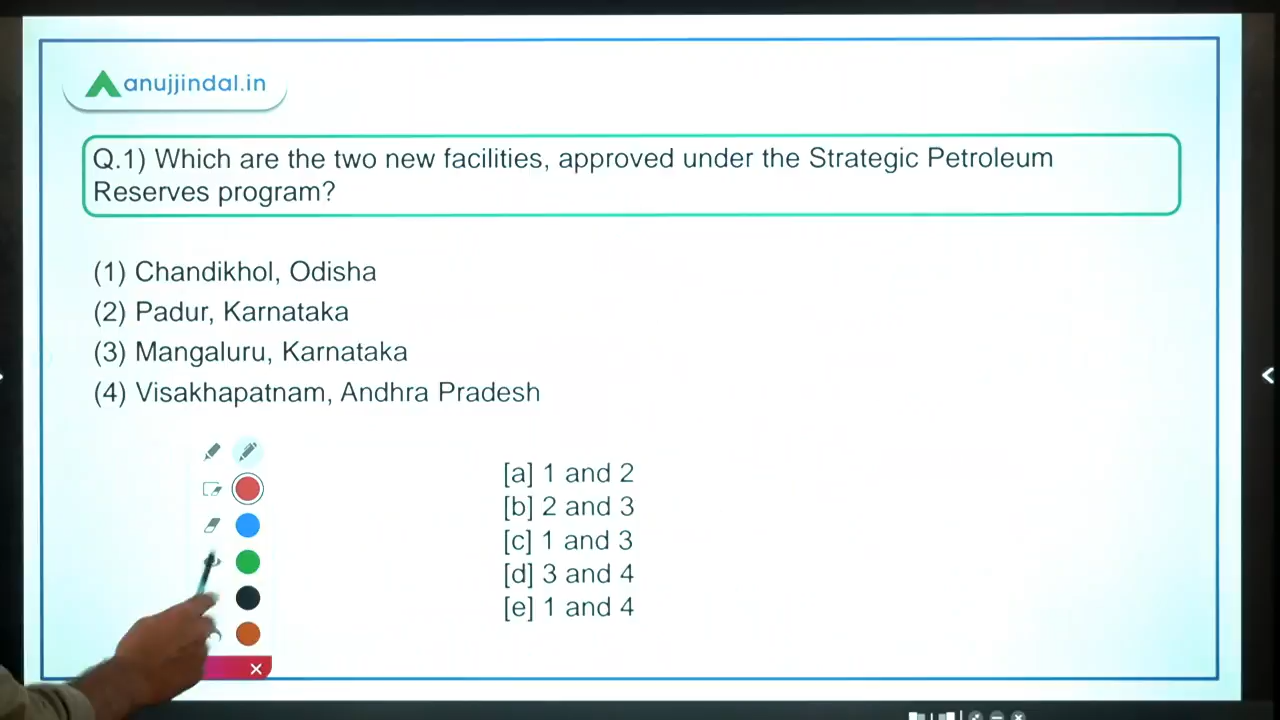 anujjindal.in
Q.1) Which are the two new facilities, approved under the Strategic Petroleum
Reserves program?
(1) Chandikhol, Odisha
(2) Padur, Karnataka
(3) Mangaluru, Karnataka
(4) Visakhapatnam, Andhra Pradesh
[a] 1 and 2
[b] 2 and 3
[c] 1 and 3
[d] 3 and 4
[e] 1 and 4